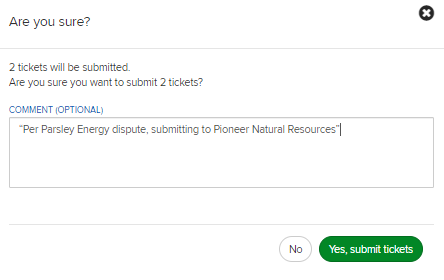 Are you sure?
2 tickets will be submitted.
Are you sure you want to submit 2 tickets?
COMMENT (OPTIONAL)
"Per Parsley Energy dispute, submitting to Pioneer Natural Resources"
No
Yes, submit tickets